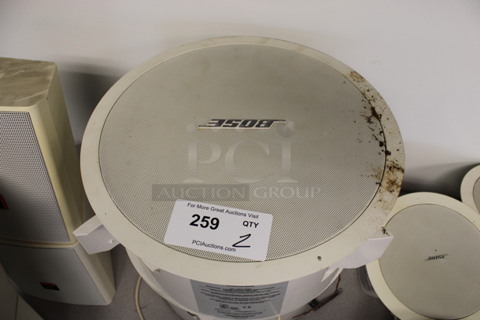 BOSE
PCI
AUCTION GROUP
For More Great Auctions Visit
259 QTY 2
PCIAuctions.com
BOSE